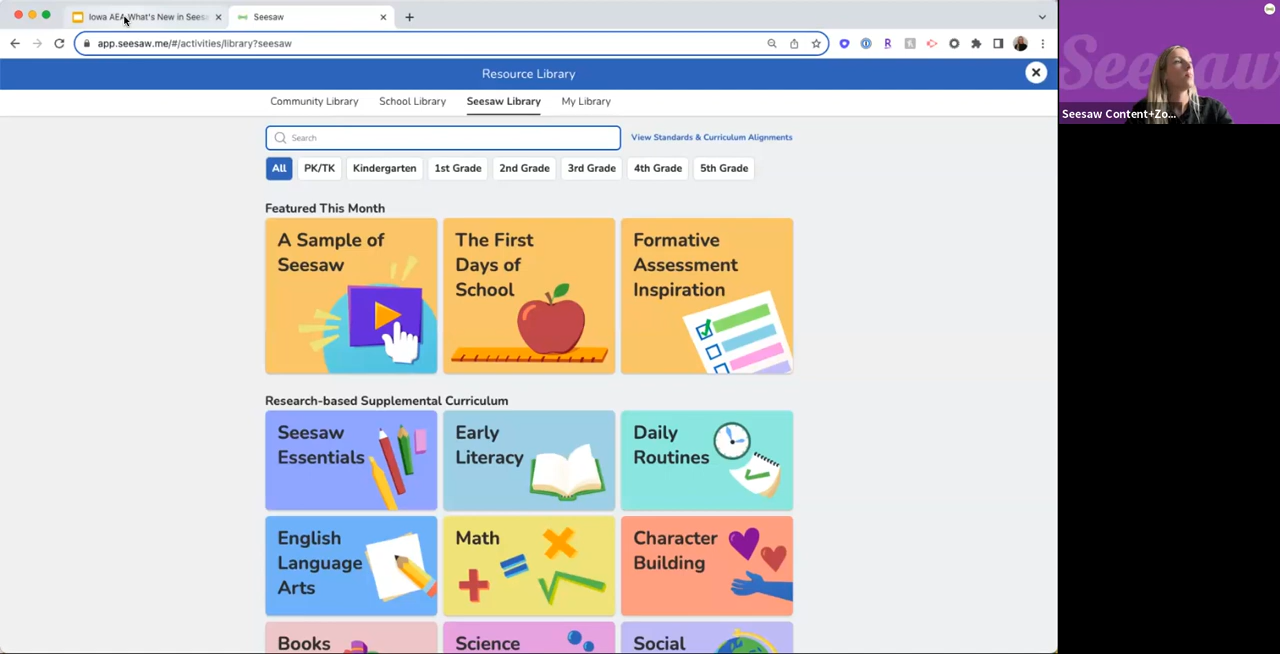 Iowa AEA What's New in Seesa
Seesaw
app.seesaw.me/#/activities/library?seesaw
Resource Library
Community Library
School Library
Seesaw Library
My Library
Search
View Standards & Curriculum Alignments
All
PK/TK
Kindergarten
1st Grade
2nd Grade
3rd Grade
4th Grade
5th Grade
Featured This Month
A Sample of
Seesaw
The First
Days of
School
Formative
Assessment
Inspiration
Research-based Supplemental Curriculum
Seesaw
Essentials
Early
Literacy
Daily
Routines
English
Language
Arts
Math
Character
Building
Books
Science
Social
Seesaw
Seesaw Content+Zo...